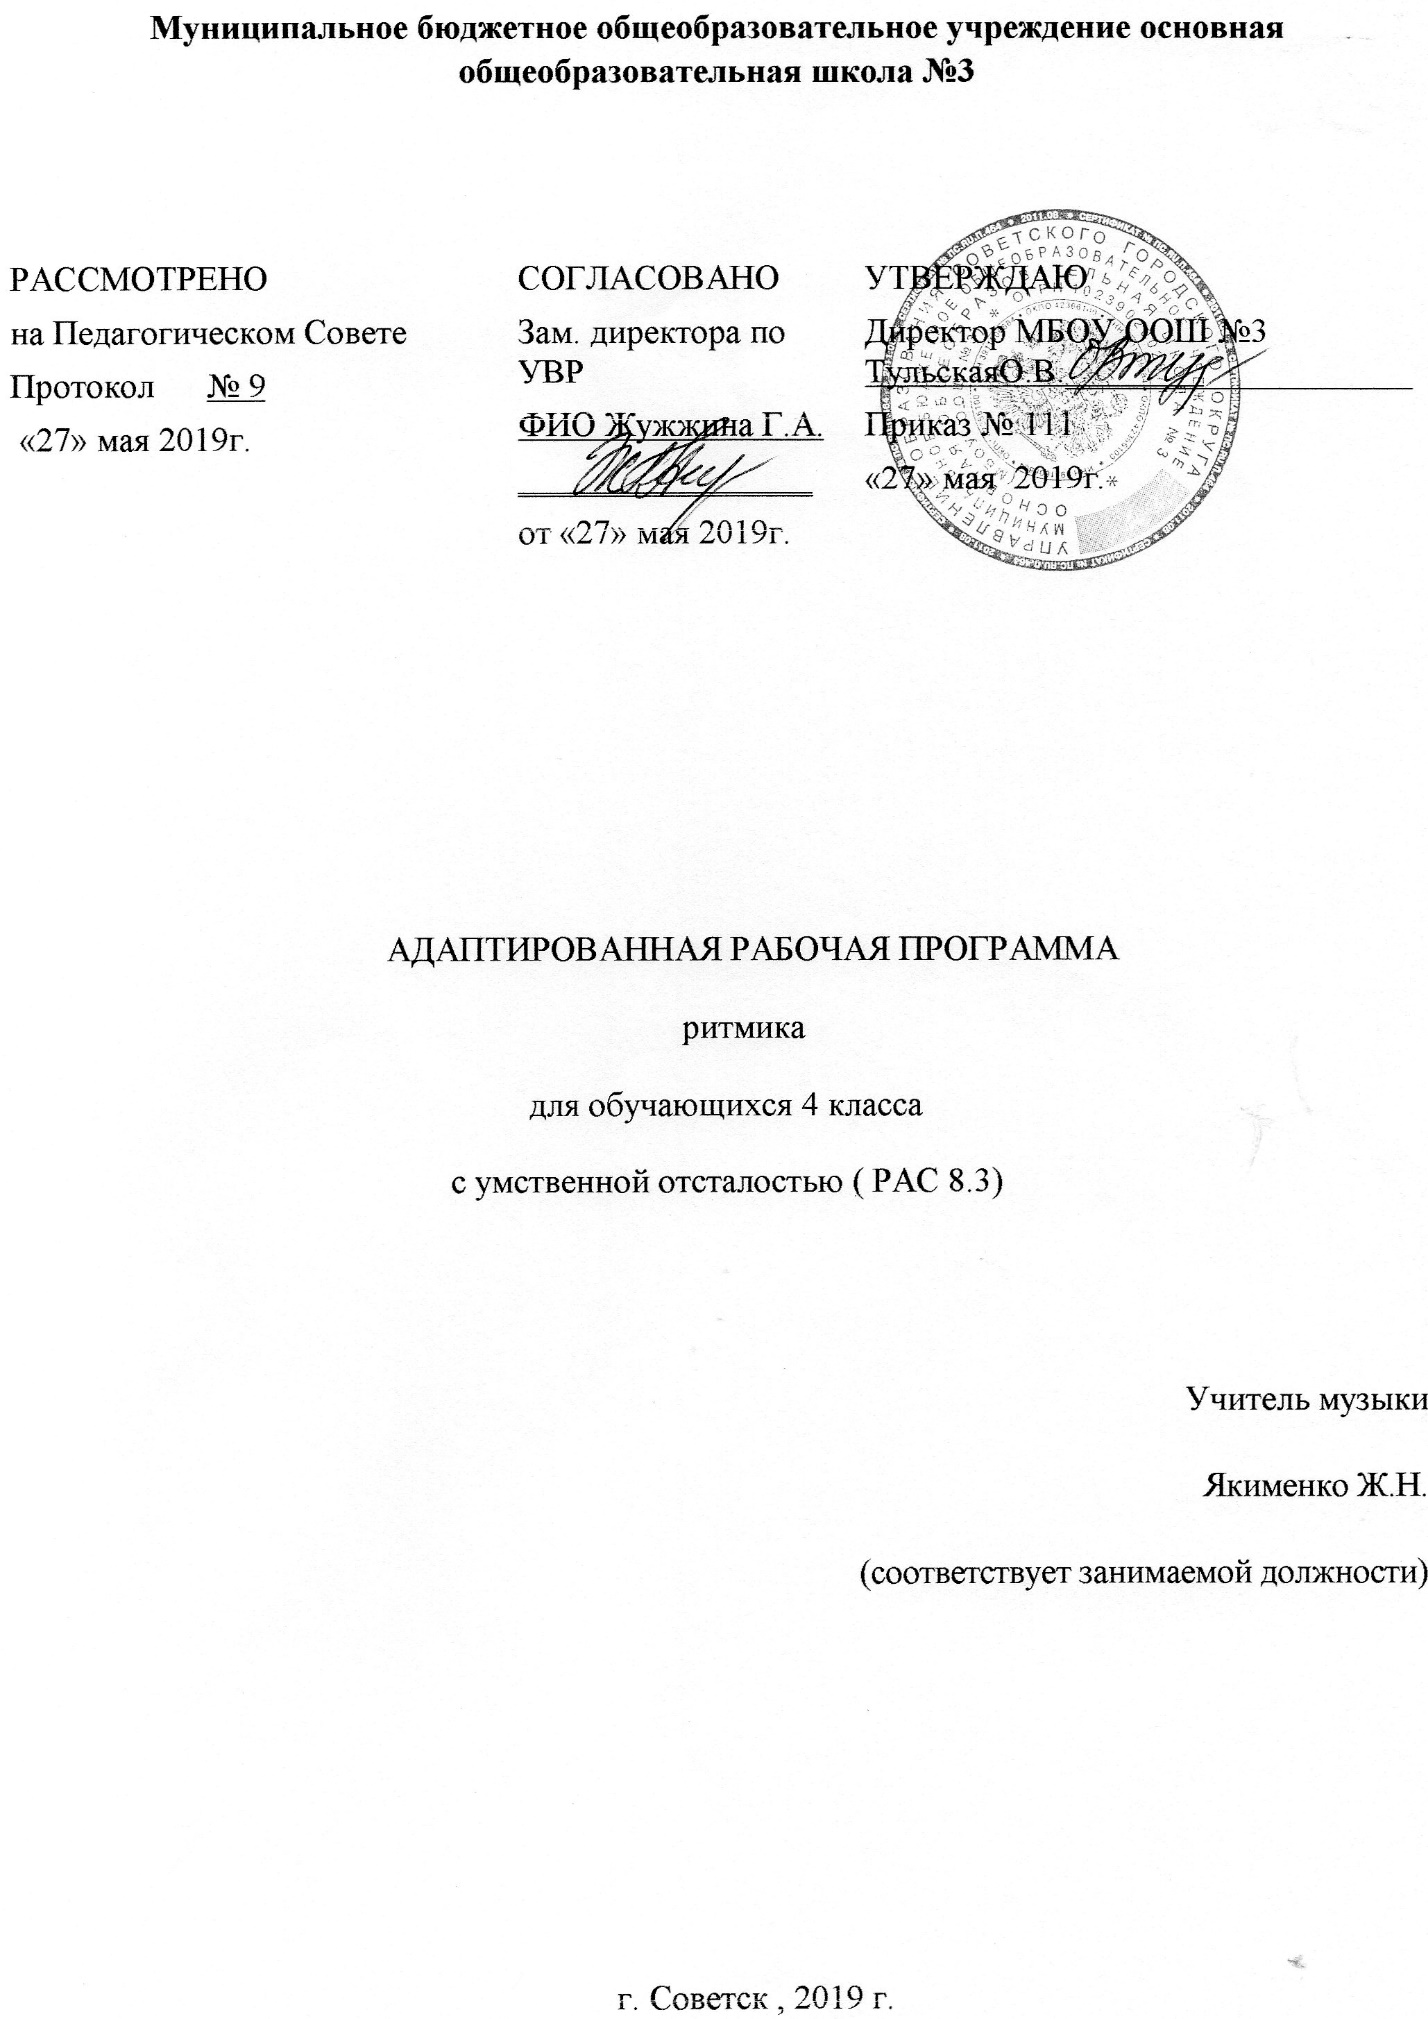 Муниципальное бюджетное общеобразовательное учреждение основная
общеобразовательная школа №3
РАССМОТРЕНО
на Педагогическом Совете
Протокол № 9
«27» мая 2019г.
СОГЛАСОВАНО
Зам. директора по
УВР
ФИО Жужжина Г.А.
от «27» мая 2019г.
УТВЕРЖДАЮ
Директор МБОУ ООШ №3
ТульскаяО.В.
Приказ № 111
«27» мая 2019г.
АДАПТИРОВАННАЯ РАБОЧАЯ ПРОГРАММА
ритмика
для обучающихся 4 класса
с умственной отсталостью ( РАС 8.3)
Учитель музыки
Якименко Ж.Н.
(соответствует занимаемой должности)
г. Советск , 2019 г.